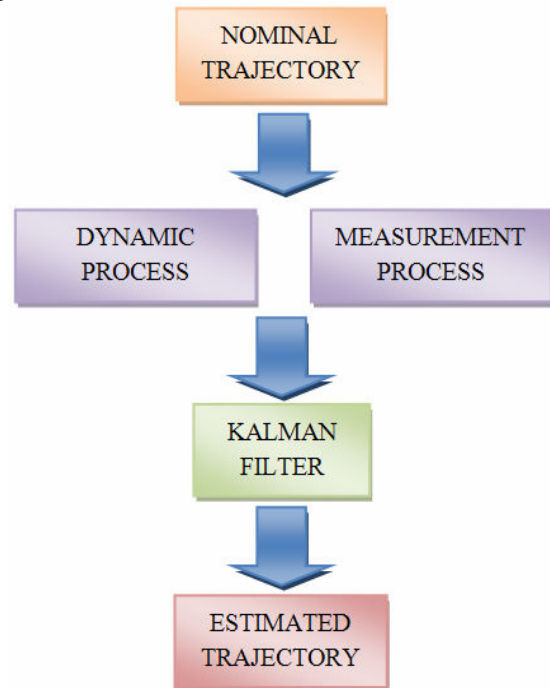 NOMINAL
TRAJECTORY
DYNAMIC
PROCESS
MEASUREMENT
PROCESS
KALMAN
FILTER
ESTIMATED
TRAJECTORY